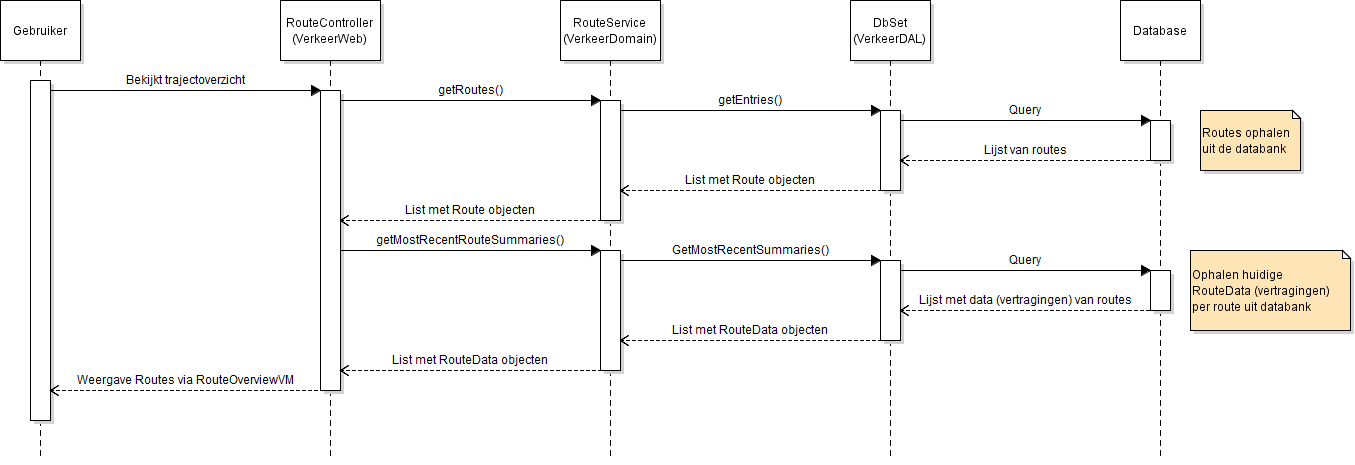 Gebruiker
RouteController
(VerkeerWeb)
RouteService
(VerkeerDomain)
DbSet
(VerkeerDAL)
Database
Bekijkt trajectoverzicht
getRoutes()
getEntries()
Query
Routes ophalen
uit de databank
Lijst van routes
List met Route objecten
List met Route objecten
getMostRecentRouteSummaries()
GetMostRecentSummaries()
Query
Ophalen huidige
RouteData (vertragingen)
per route uit databank
Lijst met data (vertragingen) van routes
List met RouteData objecten
List met RouteData objecten
Weergave Routes via RouteOverviewVM